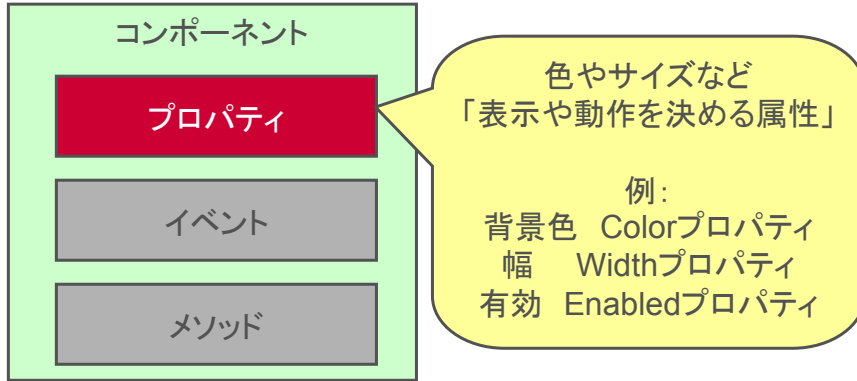 コンポーネント
プロパティ
イベント
メソッド
色やサイズなど
「表示や動作を決める属性」
例：
背景色　Colorプロパティ
幅　Widthプロパティ
有効　Enabledプロパティ